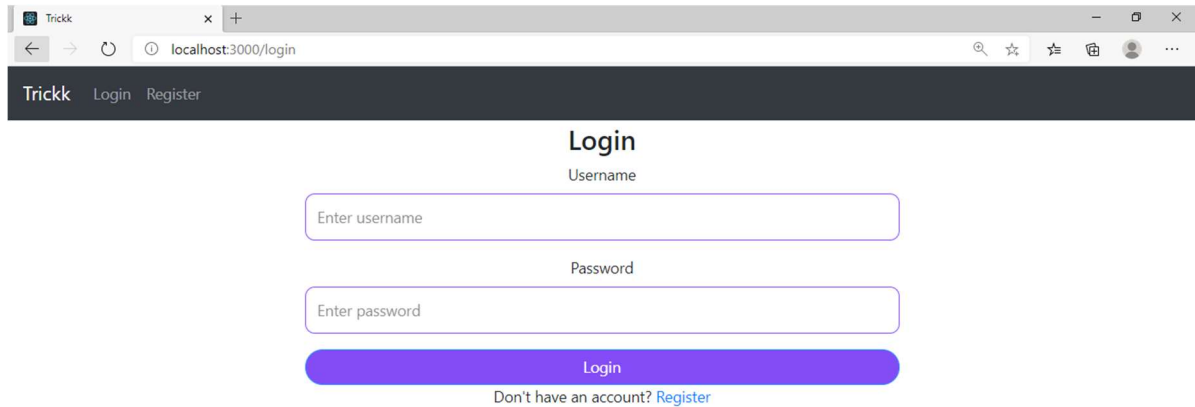 Trickk
localhost:3000/login
Trickk Login Register
Login
Username
Enter username
Password
Enter password
Login
Don't have an account? Register